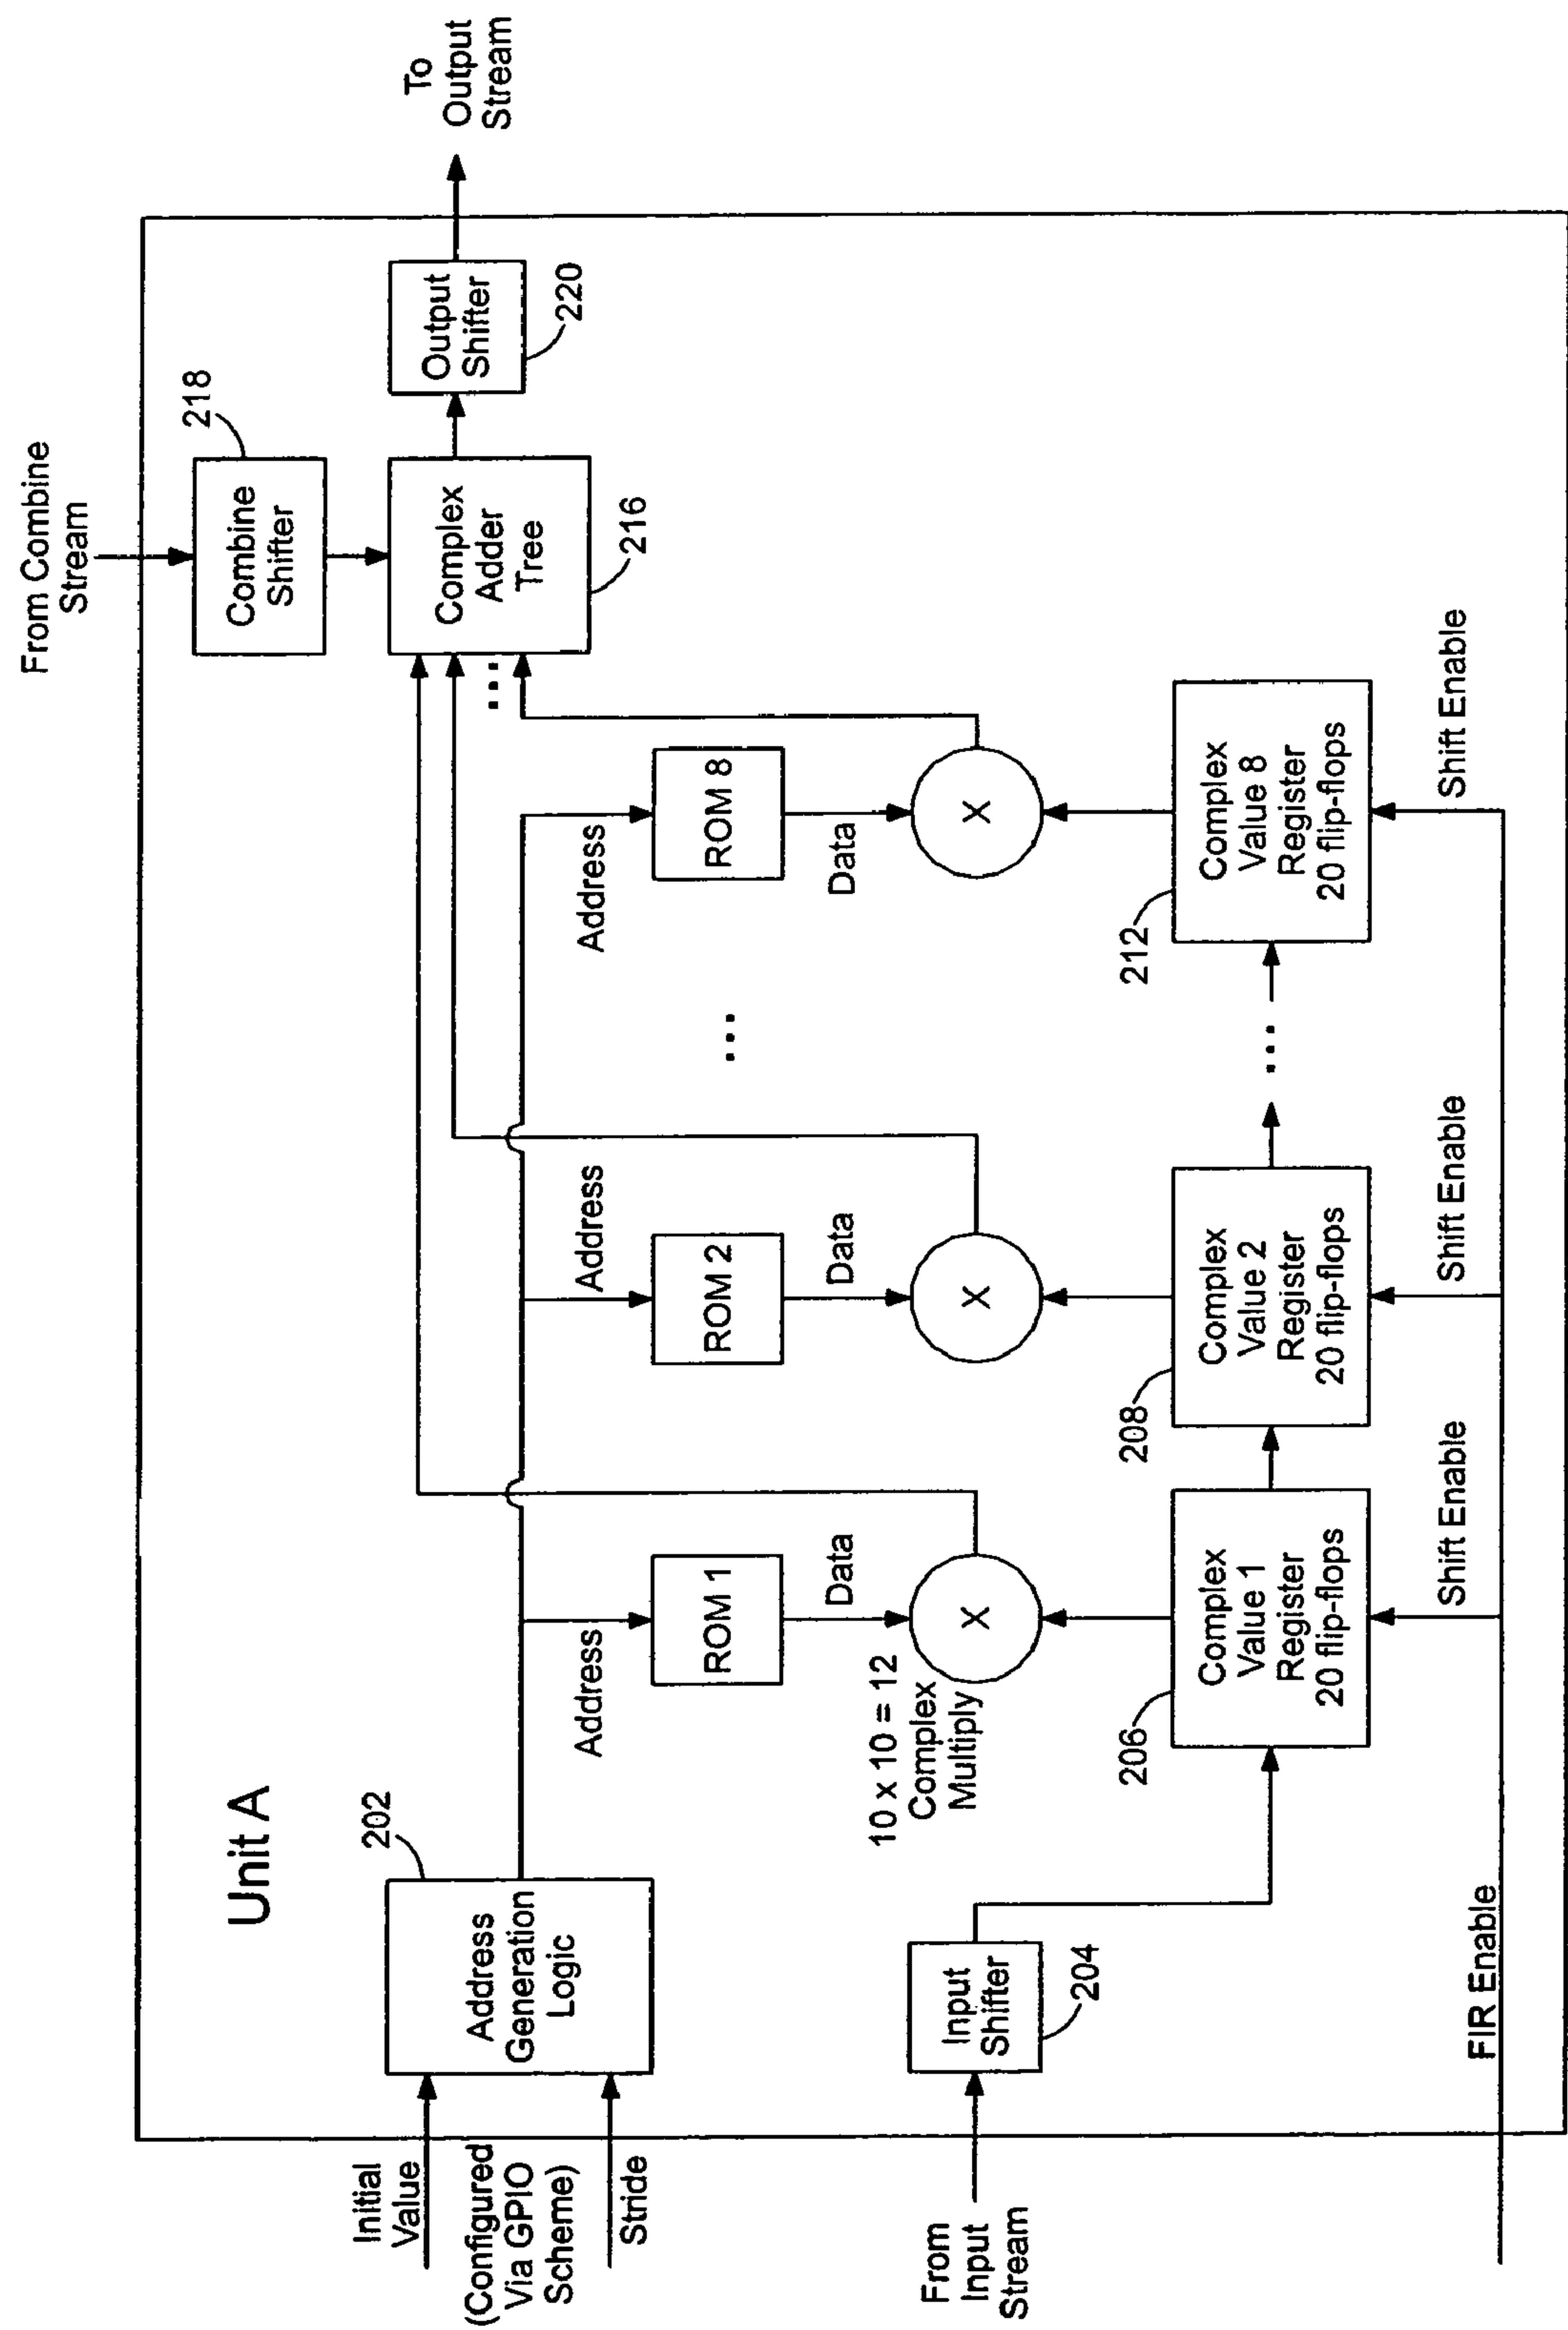 Unit A
From Combine
Stream
218
Combine
Shifter
Initial
Value
(Configured
Via GPIO
Scheme)
Stride
202
Address
Generation
Logic
Complex
Adder
Tree
216
Output
Shifter
220
To
Output
Stream
Address
Address
Address
ROM 1
ROM 2
...
ROM 8
...
Data
Data
Data
10 x 10 = 12
Complex
Multiply
X
X
X
From
Input
Stream
Input
Shifter
204
206
Complex
Value 1
Register
20 flip-flops
208
Complex
Value 2
Register
20 flip-flops
...
212
Complex
Value 8
Register
20 flip-flops
Shift Enable
Shift Enable
Shift Enable
FIR Enable